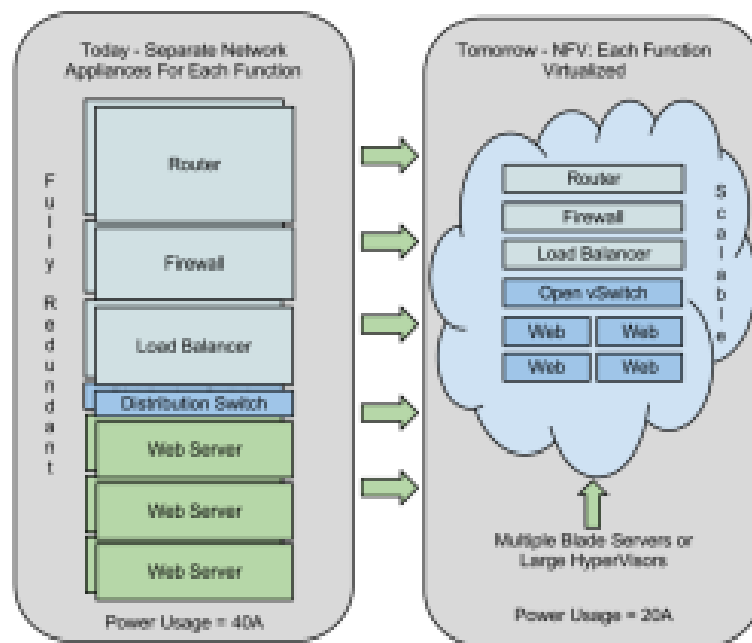 Today - Separate Network
Appliances For Each Function
Fully Redundant
Router
Firewall
Load Balancer
Distribution Switch
Web Server
Web Server
Web Server
Power Usage = 40A
Tomorrow - NFV: Each Function
Virtualized
Scalable
Router
Firewall
Load Balancer
Open vSwitch
Web Web
Web Web
Multiple Blade Servers or
Large HyperVisors
Power Usage = 20A